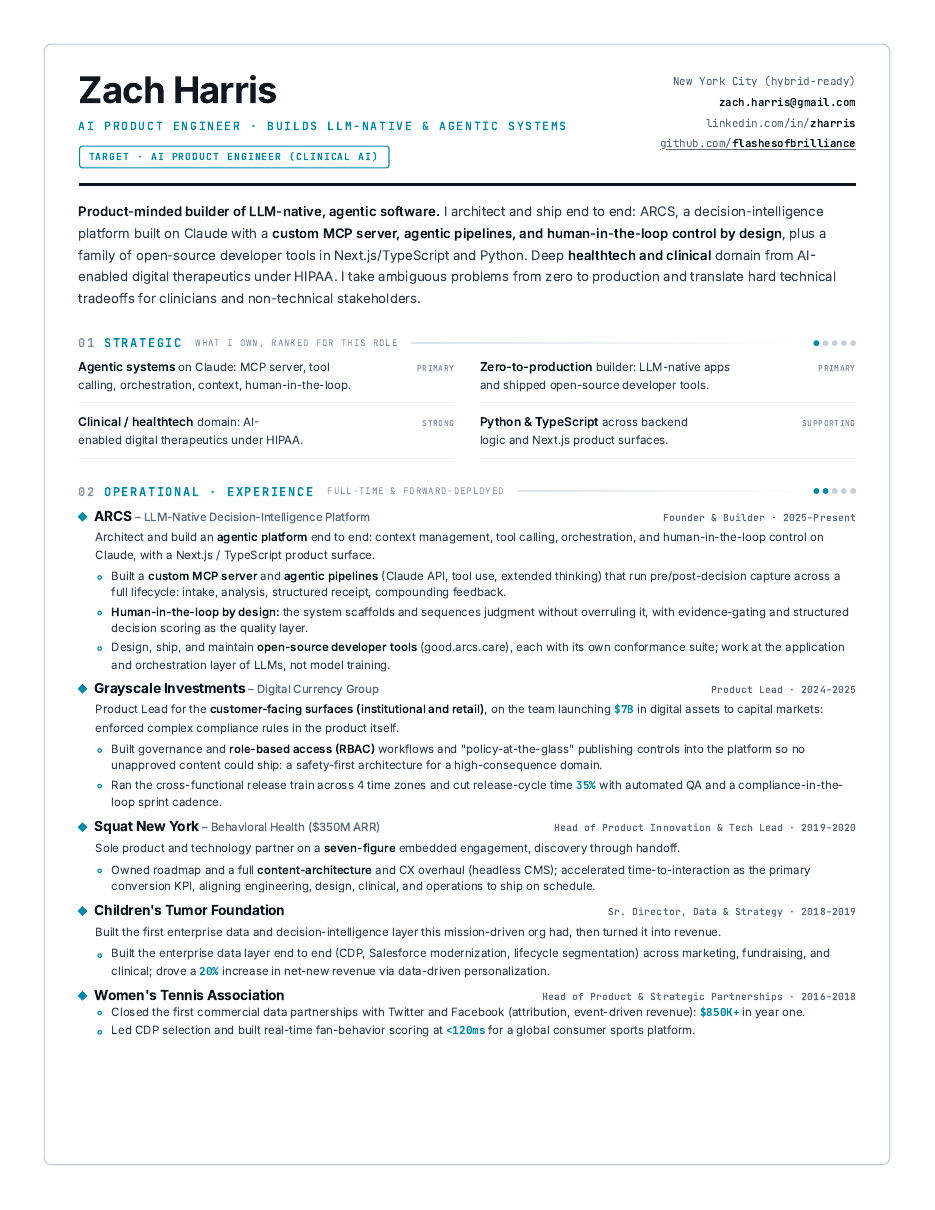 Zach Harris
AI PRODUCT ENGINEER · BUILDS LLM-NATIVE & AGENTIC SYSTEMS
TARGET · AI PRODUCT ENGINEER (CLINICAL AI)
New York City (hybrid-ready)
zach.harris@gmail.com
linkedin.com/in/zharris
github.com/flashesofbrilliance
Product-minded builder of LLM-native, agentic software. I architect and ship end to end: ARCS, a decision-intelligence
platform built on Claude with a custom MCP server, agentic pipelines, and human-in-the-loop control by design, plus a
family of open-source developer tools in Next.js/TypeScript and Python. Deep healthtech and clinical domain from AI-
enabled digital therapeutics under HIPAA. I take ambiguous problems from zero to production and translate hard technical
tradeoffs for clinicians and non-technical stakeholders.
01 STRATEGIC WHAT I OWN, RANKED FOR THIS ROLE
Agentic systems on Claude: MCP server, tool
calling, orchestration, context, human-in-the-loop.
PRIMARY
Zero-to-production builder: LLM-native apps
and shipped open-source developer tools.
PRIMARY
Clinical / healthtech domain: AI-
enabled digital therapeutics under HIPAA.
STRONG
Python & TypeScript across backend
logic and Next.js product surfaces.
SUPPORTING
02 OPERATIONAL · EXPERIENCE FULL-TIME & FORWARD-DEPLOYED
ARCS – LLM-Native Decision-Intelligence Platform Founder & Builder · 2025–Present
Architect and build an agentic platform end to end: context management, tool calling, orchestration, and human-in-the-loop control on
Claude, with a Next.js / TypeScript product surface.
Built a custom MCP server and agentic pipelines (Claude API, tool use, extended thinking) that run pre/post-decision capture across a
full lifecycle: intake, analysis, structured receipt, compounding feedback.
Human-in-the-loop by design: the system scaffolds and sequences judgment without overruling it, with evidence-gating and structured
decision scoring as the quality layer.
Design, ship, and maintain open-source developer tools (good.arcs.care), each with its own conformance suite; work at the application
and orchestration layer of LLMs, not model training.
Grayscale Investments – Digital Currency Group Product Lead · 2024–2025
Product Lead for the customer-facing surfaces (institutional and retail), on the team launching $7B in digital assets to capital markets:
enforced complex compliance rules in the product itself.
Built governance and role-based access (RBAC) workflows and "policy-at-the-glass" publishing controls into the platform so no
unapproved content could ship: a safety-first architecture for a high-consequence domain.
Ran the cross-functional release train across 4 time zones and cut release-cycle time 35% with automated QA and a compliance-in-the-
loop sprint cadence.
Squat New York – Behavioral Health ($350M ARR) Head of Product Innovation & Tech Lead · 2019–2020
Sole product and technology partner on a seven-figure embedded engagement, discovery through handoff.
Owned roadmap and a full content-architecture and CX overhaul (headless CMS); accelerated time-to-interaction as the primary
conversion KPI, aligning engineering, design, clinical, and operations to ship on schedule.
Children's Tumor Foundation Sr. Director, Data & Strategy · 2018–2019
Built the first enterprise data and decision-intelligence layer this mission-driven org had, then turned it into revenue.
Built the enterprise data layer end to end (CDP, Salesforce modernization, lifecycle segmentation) across marketing, fundraising, and
clinical; drove a 20% increase in net-new revenue via data-driven personalization.
Women's Tennis Association Head of Product & Strategic Partnerships · 2016–2018
Closed the first commercial data partnerships with Twitter and Facebook (attribution, event-driven revenue): $850K+ in year one.
Led CDP selection and built real-time fan-behavior scoring at <120ms for a global consumer sports platform.